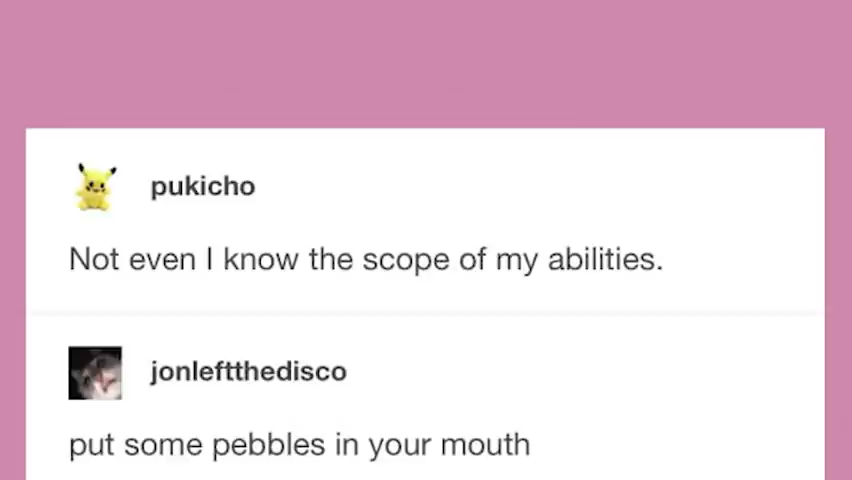 pukicho
Not even I know the scope of my abilities.
jonleftthedisco
put some pebbles in your mouth